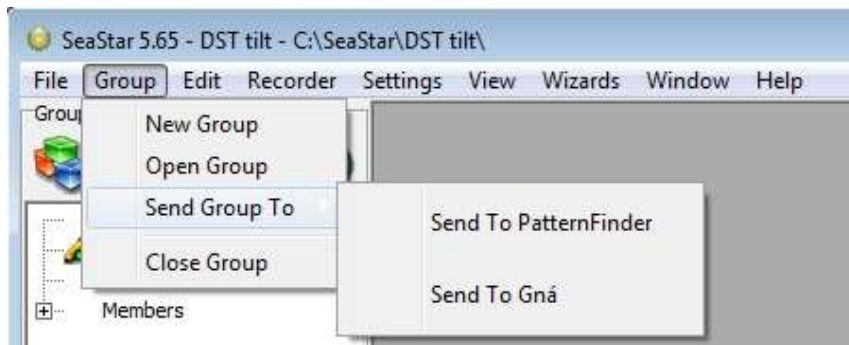 SeaStar 5.65 - DST tilt - C:\SeaStar\DST tilt\
File Group Edit Recorder Settings View Wizards Window Help
New Group
Open Group
Send Group To
Send To PatternFinder
Close Group
Send To Gná
Members